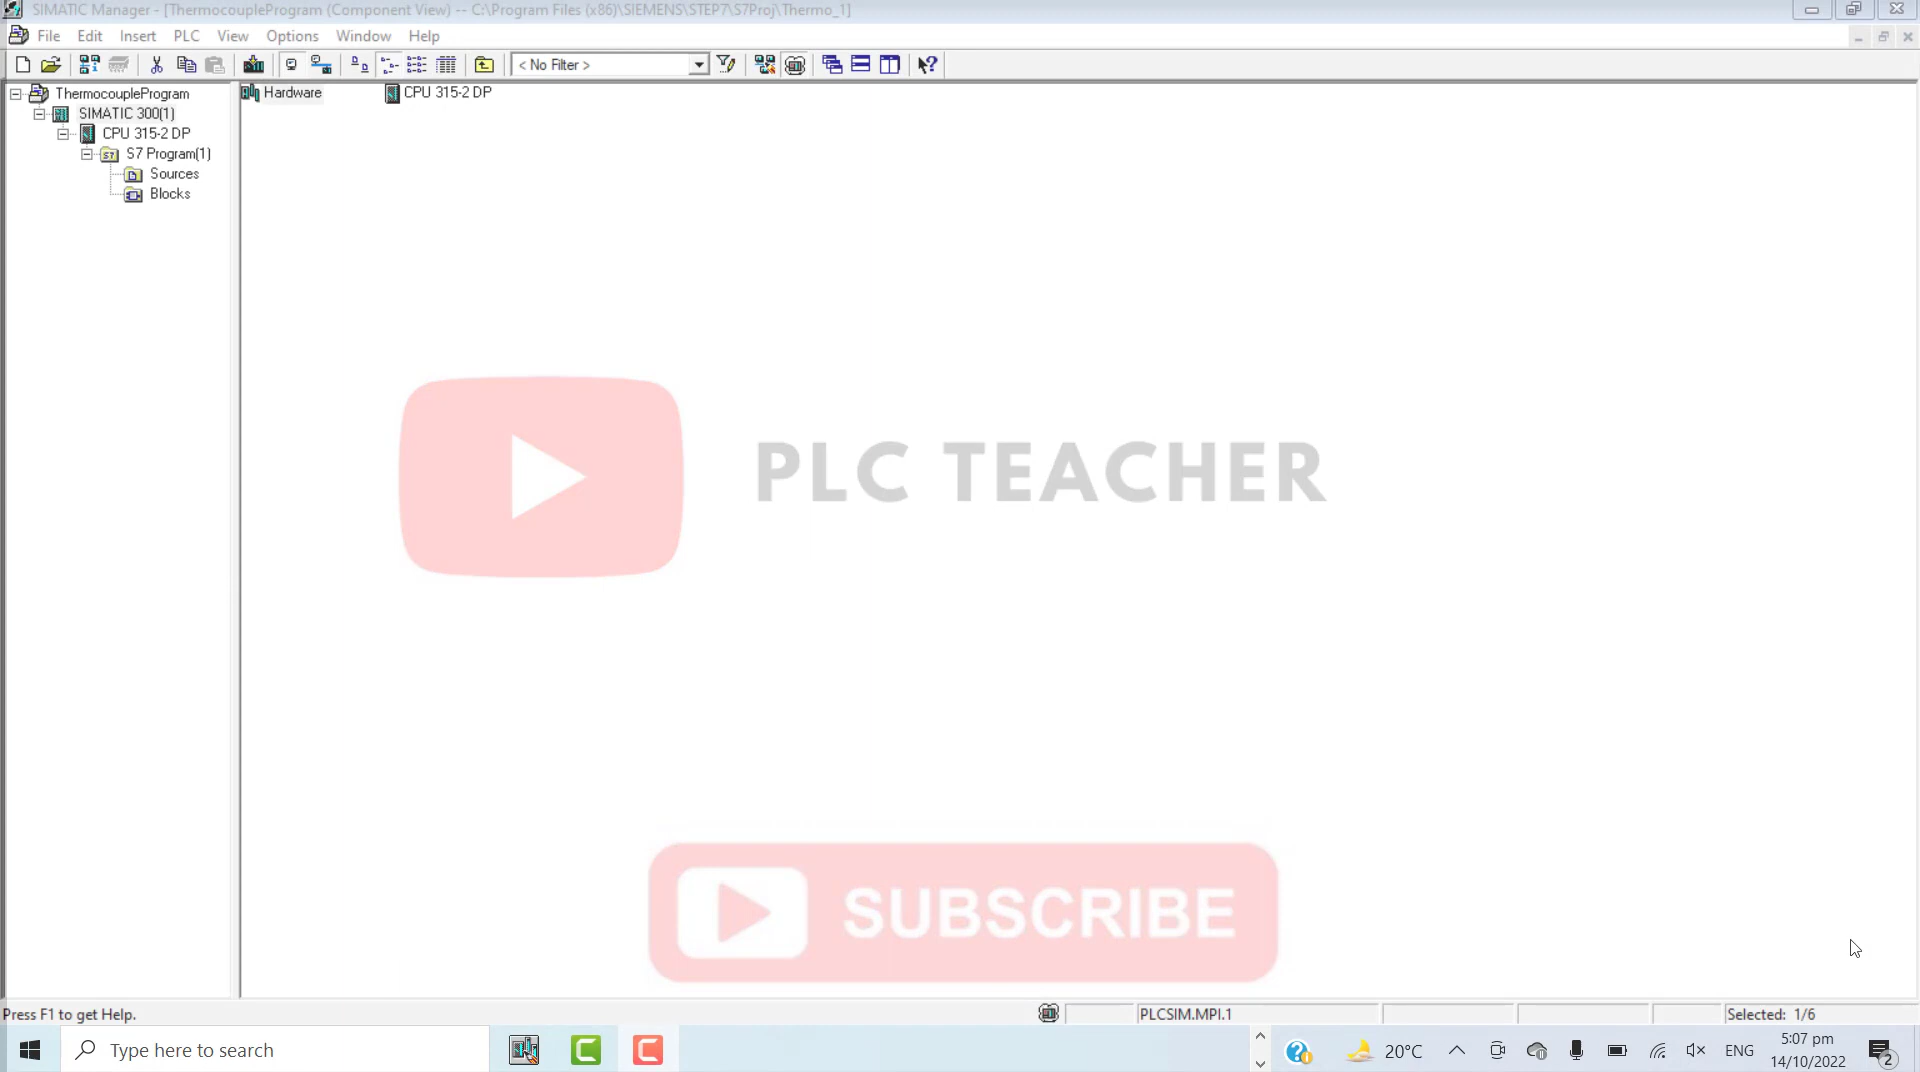 SIMATIC Manager - [ThermocoupleProgram (Component View) -- C:\Program Files (x86)\SIEMENS\STEP7\S7Proj\Thermo_1]
File Edit Insert PLC View Options Window Help
< No Filter >
ThermocoupleProgram
SIMATIC 300(1)
CPU 315-2 DP
S7 Program(1)
Sources
Blocks
Hardware CPU 315-2 DP
PLC TEACHER
SUBSCRIBE
Press F1 to get Help.
PLCSIM.MPI.1
Selected: 1/6
Type here to search
20°C
ENG
5:07 pm
14/10/2022
2